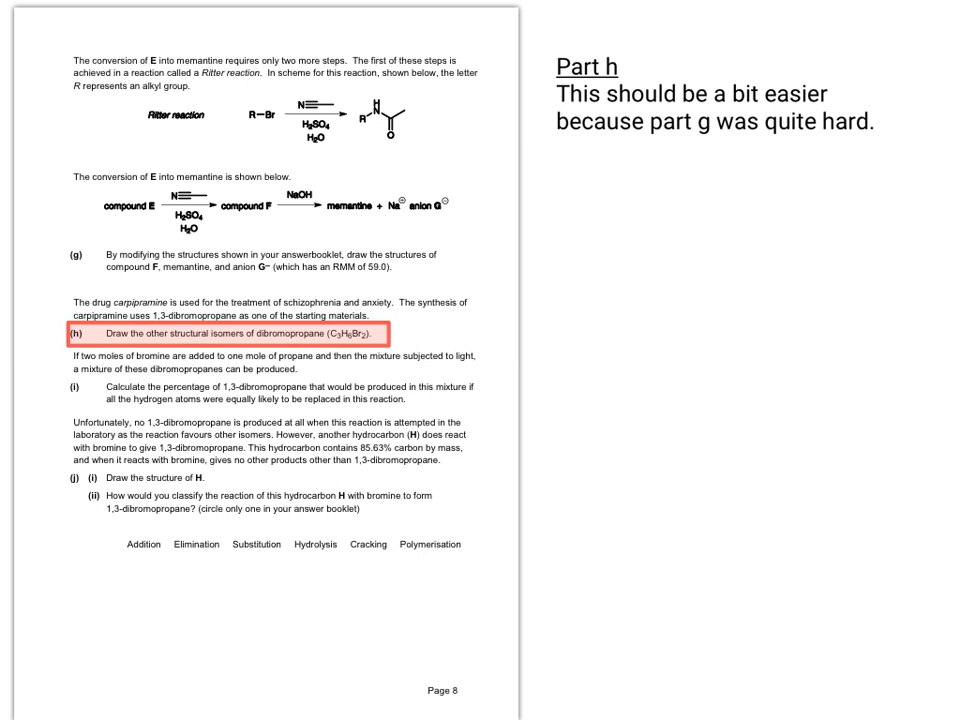 The conversion of E into memantine requires only two more steps. The first of these steps is
achieved in a reaction called a Ritter reaction. In scheme for this reaction, shown below, the letter
R represents an alkyl group.
Ritter reaction R−Br N≡ H₂SO₄ H₂O R H N O
The conversion of E into memantine is shown below.
compound E N≡ H₂SO₄ H₂O compound F NaOH memantine + Na⊕ anion G⊖
(g) By modifying the structures shown in your answerbooklet, draw the structures of
compound F, memantine, and anion G− (which has an RMM of 59.0).
The drug carpipramine is used for the treatment of schizophrenia and anxiety. The synthesis of
carpipramine uses 1,3-dibromopropane as one of the starting materials.
(h) Draw the other structural isomers of dibromopropane (C₃H₆Br₂).
If two moles of bromine are added to one mole of propane and then the mixture subjected to light,
a mixture of these dibromopropanes can be produced.
(i) Calculate the percentage of 1,3-dibromopropane that would be produced in this mixture if
all the hydrogen atoms were equally likely to be replaced in this reaction.
Unfortunately, no 1,3-dibromopropane is produced at all when this reaction is attempted in the
laboratory as the reaction favours other isomers. However, another hydrocarbon (H) does react
with bromine to give 1,3-dibromopropane. This hydrocarbon contains 85.63% carbon by mass,
and when it reacts with bromine, gives no other products other than 1,3-dibromopropane.
(j) (i) Draw the structure of H.
(ii) How would you classify the reaction of this hydrocarbon H with bromine to form
1,3-dibromopropane? (circle only one in your answer booklet)
Addition Elimination Substitution Hydrolysis Cracking Polymerisation
Page 8
Part h
This should be a bit easier
because part g was quite hard.